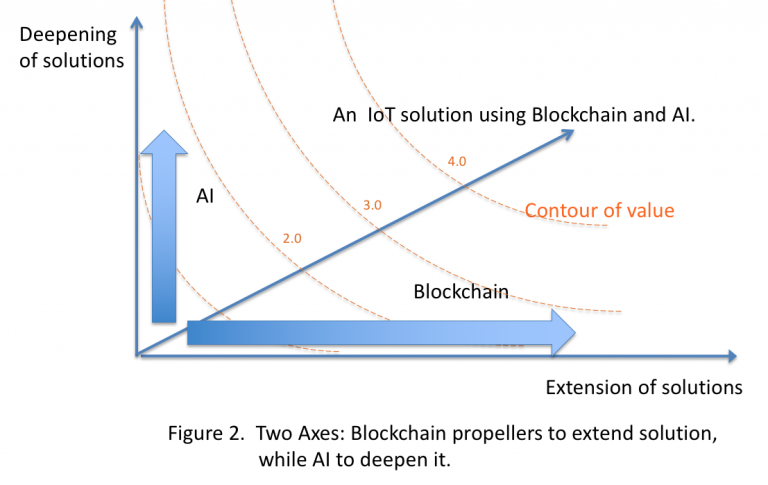 Deepening
of solutions
An IoT solution using Blockchain and AI.
4.0
AI
3.0
Contour of value
2.0
Blockchain
Extension of solutions
Figure 2. Two Axes: Blockchain propellers to extend solution,
while AI to deepen it.